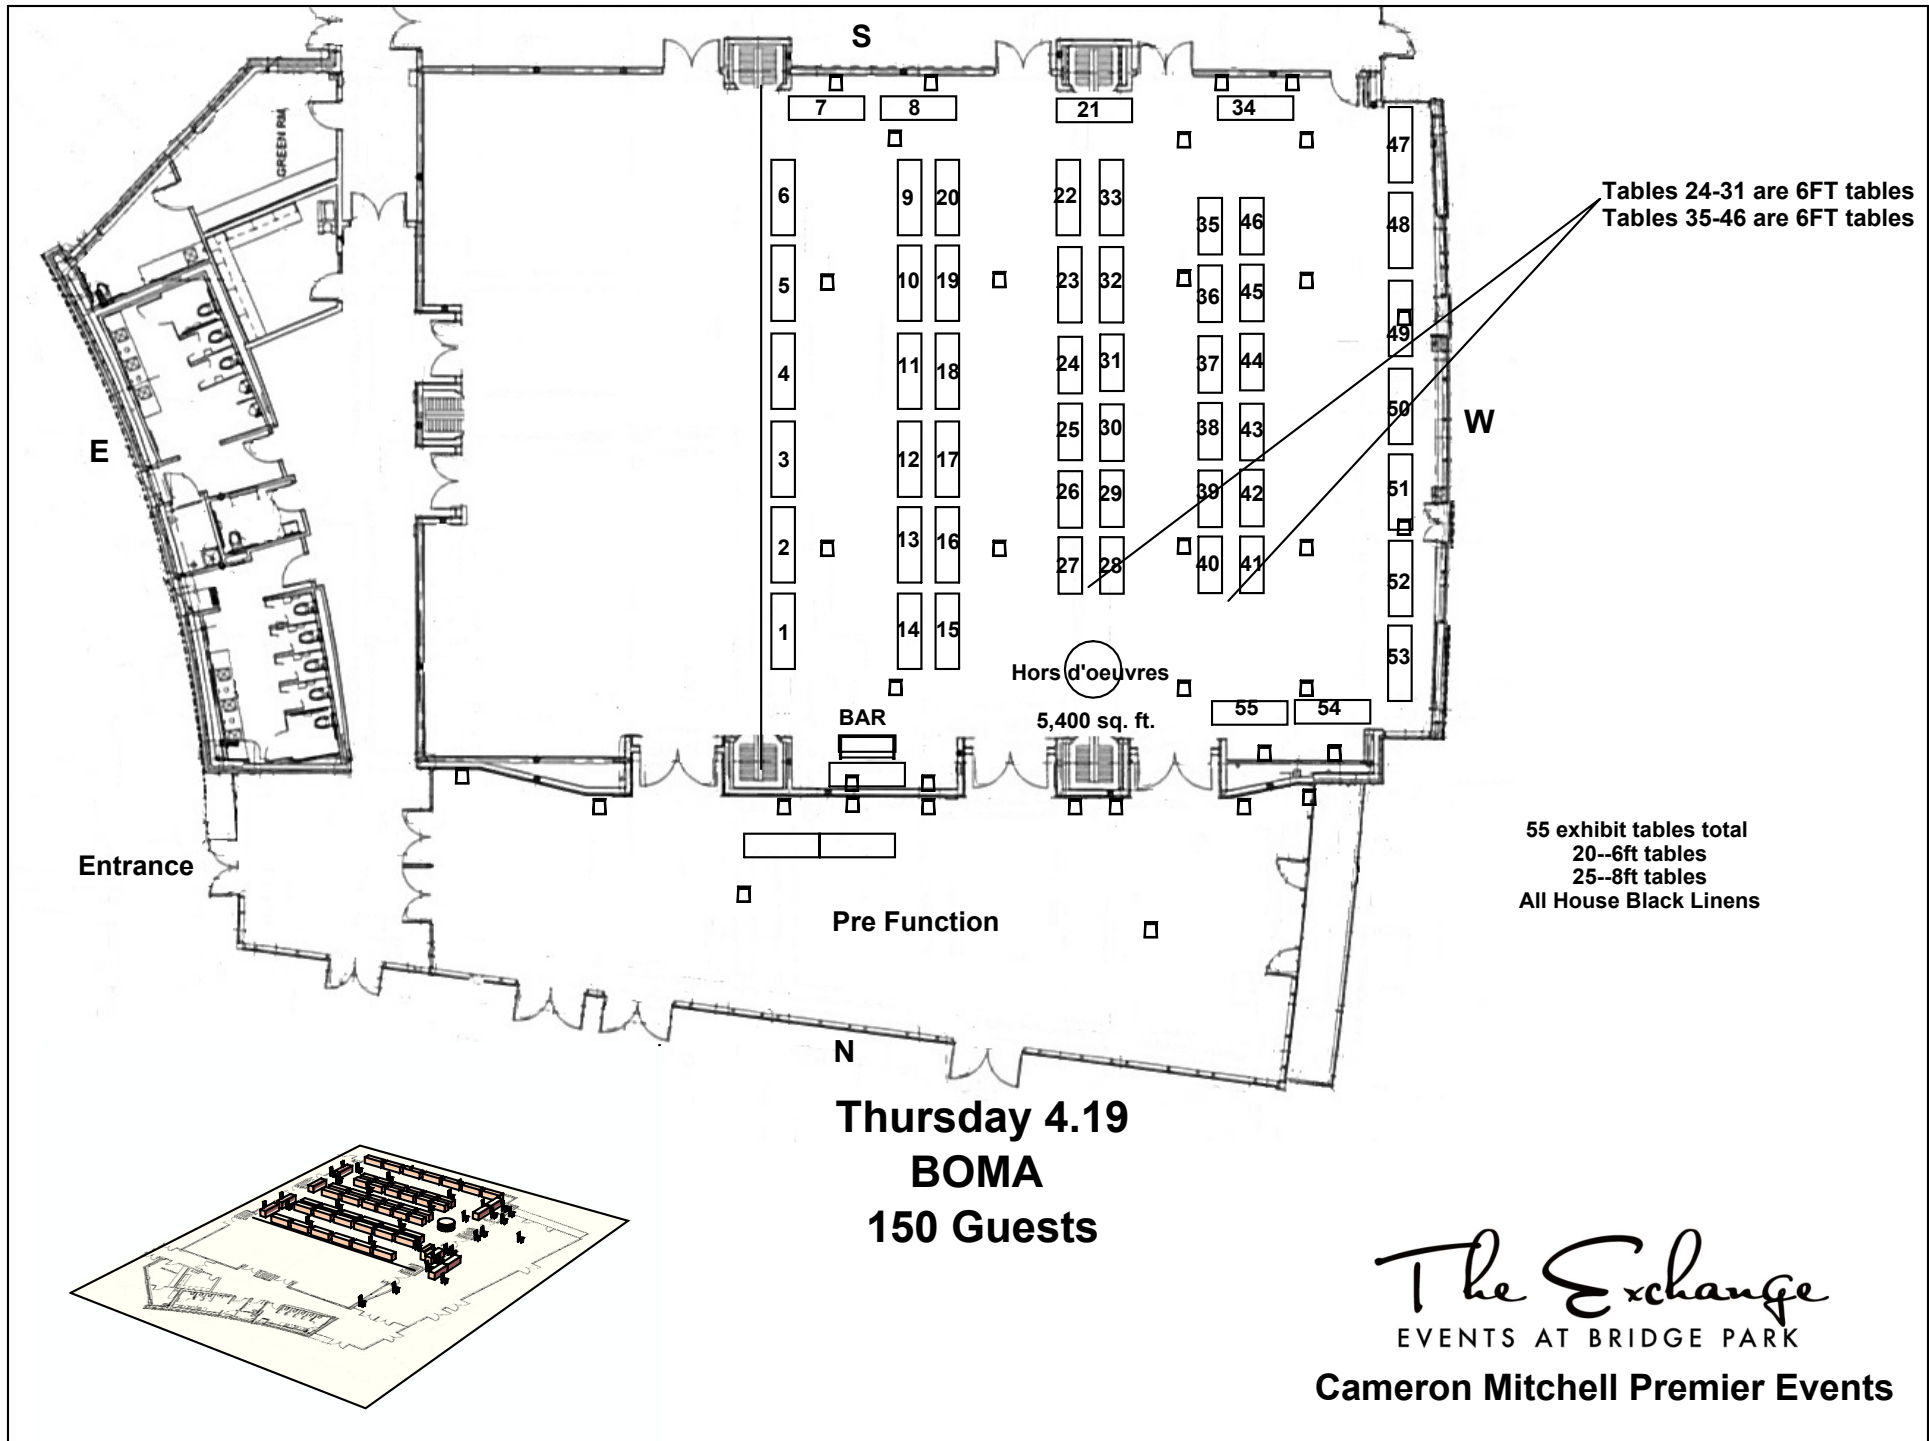 S
GREEN RM
7
8
21
34
47
6
9
20
22
33
35
46
48
Tables 24-31 are 6FT tables
Tables 35-46 are 6FT tables
5
10
19
23
32
36
45
49
4
11
18
24
31
37
44
50
E
W
3
12
17
25
30
38
43
51
26
29
39
42
2
13
16
27
28
40
41
52
1
14
15
53
Hors d'oeuvres
55
54
BAR
5,400 sq. ft.
Entrance
55 exhibit tables total
20--6ft tables
25--8ft tables
All House Black Linens
Pre Function
N
Thursday 4.19
BOMA
150 Guests
The Exchange
EVENTS AT BRIDGE PARK
Cameron Mitchell Premier Events